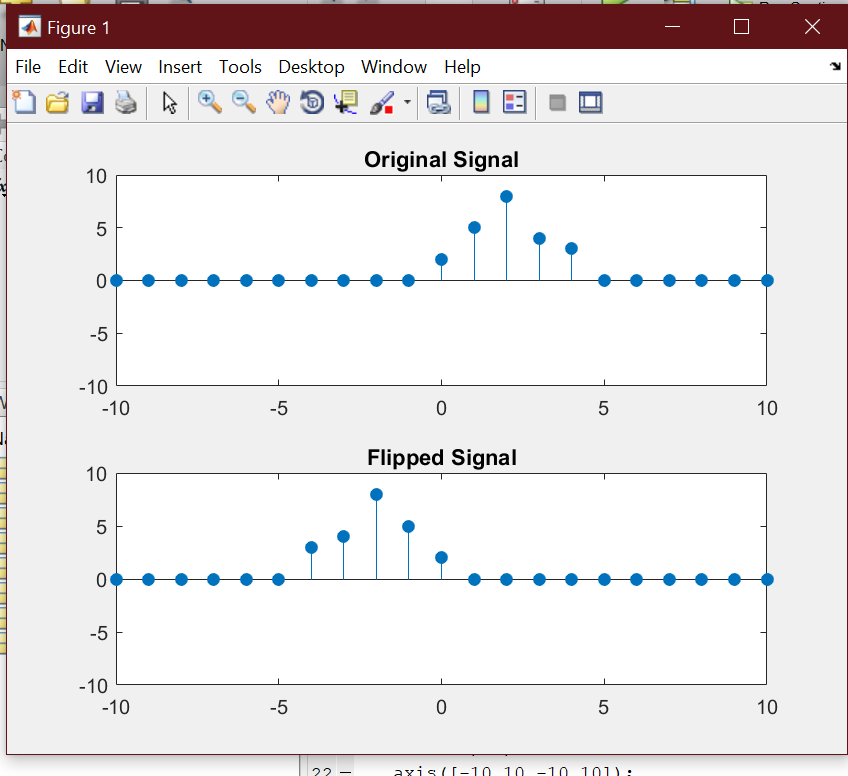 Figure 1
File Edit View Insert Tools Desktop Window Help
Original Signal
10
5
0
-5
-10
-10 -5 0 5 10
Flipped Signal
10
5
0
-5
-10
-10 -5 0 5 10
22 axis([-10 10 -10 10]);